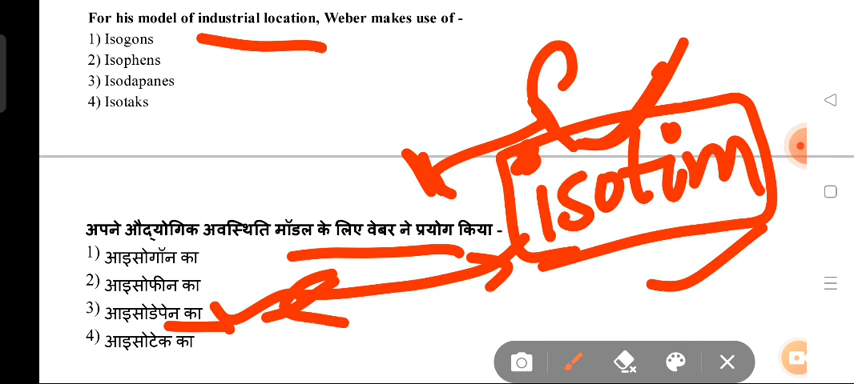 For his model of industrial location, Weber makes use of -
1) Isogons
2) Isophens
3) Isodapanes
4) Isotaks
isotim
अपने औद्योगिक अवस्थिति मॉडल के लिए वेबर ने प्रयोग किया -
1) आइसोगॉन का
2) आइसोफीन का
3) आइसोडेपेन का
4) आइसोटेक का